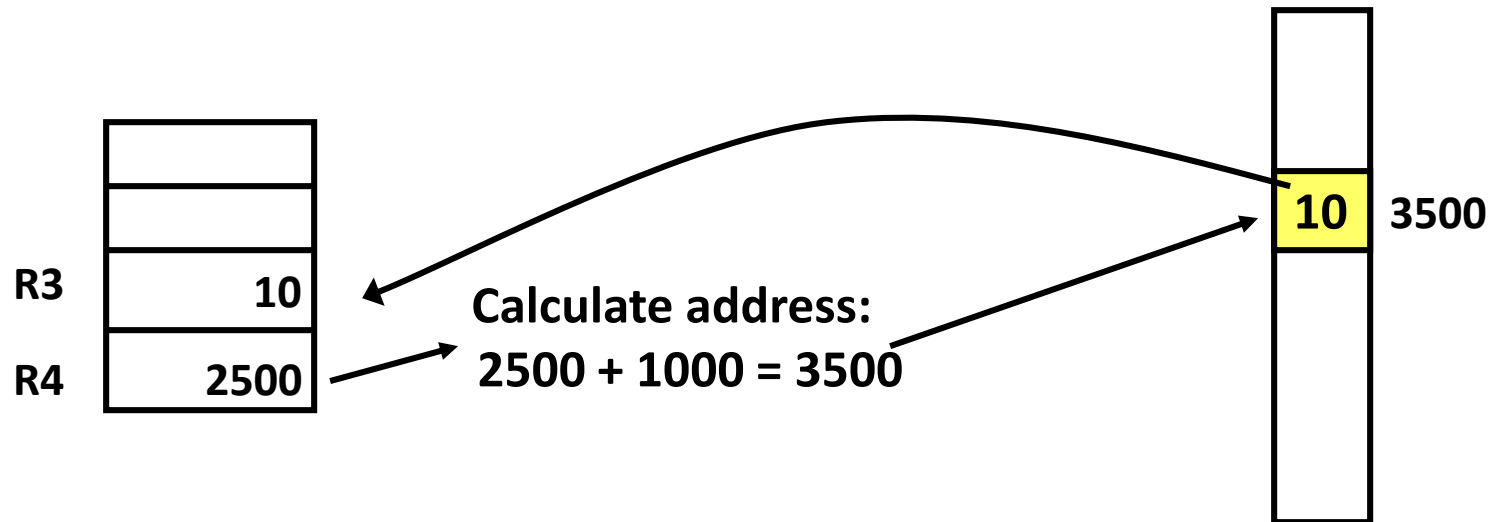 10 3500
R3 10
Calculate address:
2500 + 1000 = 3500
R4 2500